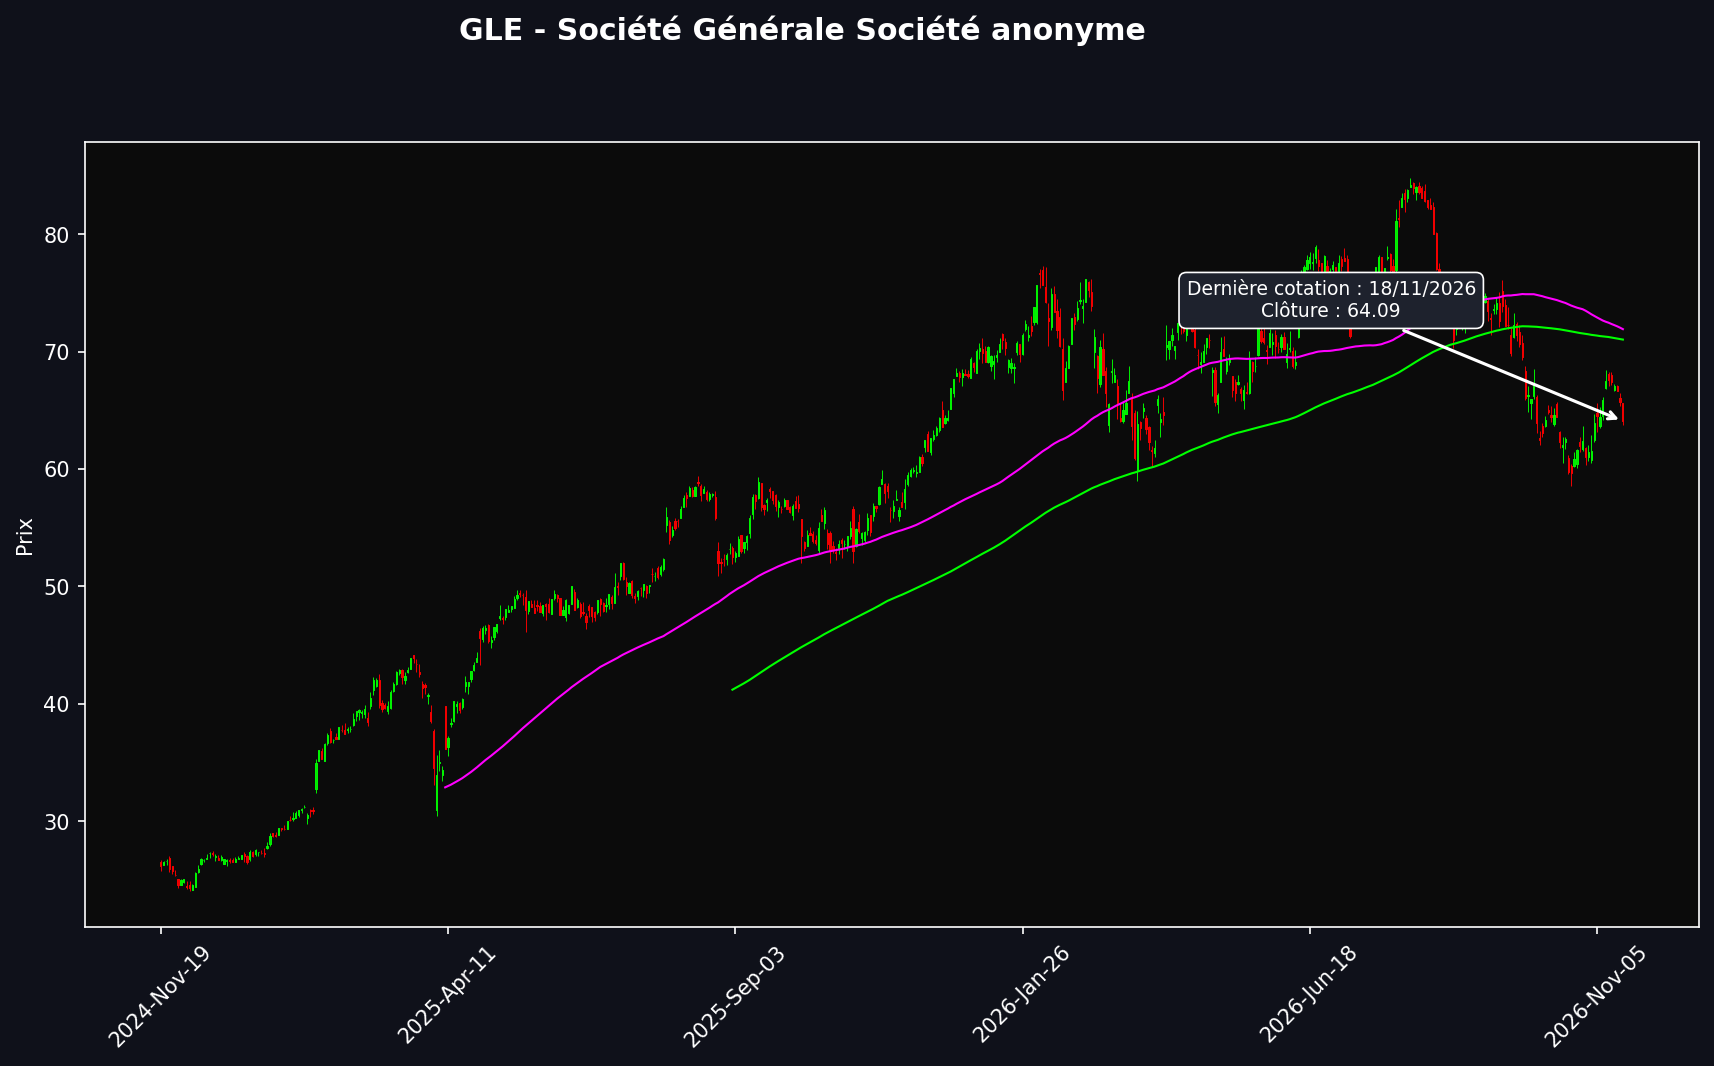 GLE - Société Générale Société anonyme
Prix
80
70
60
50
40
30
Dernière cotation : 18/11/2026
Clôture : 64.09
2024-Nov-19
2025-Apr-11
2025-Sep-03
2026-Jan-26
2026-Jun-18
2026-Nov-05